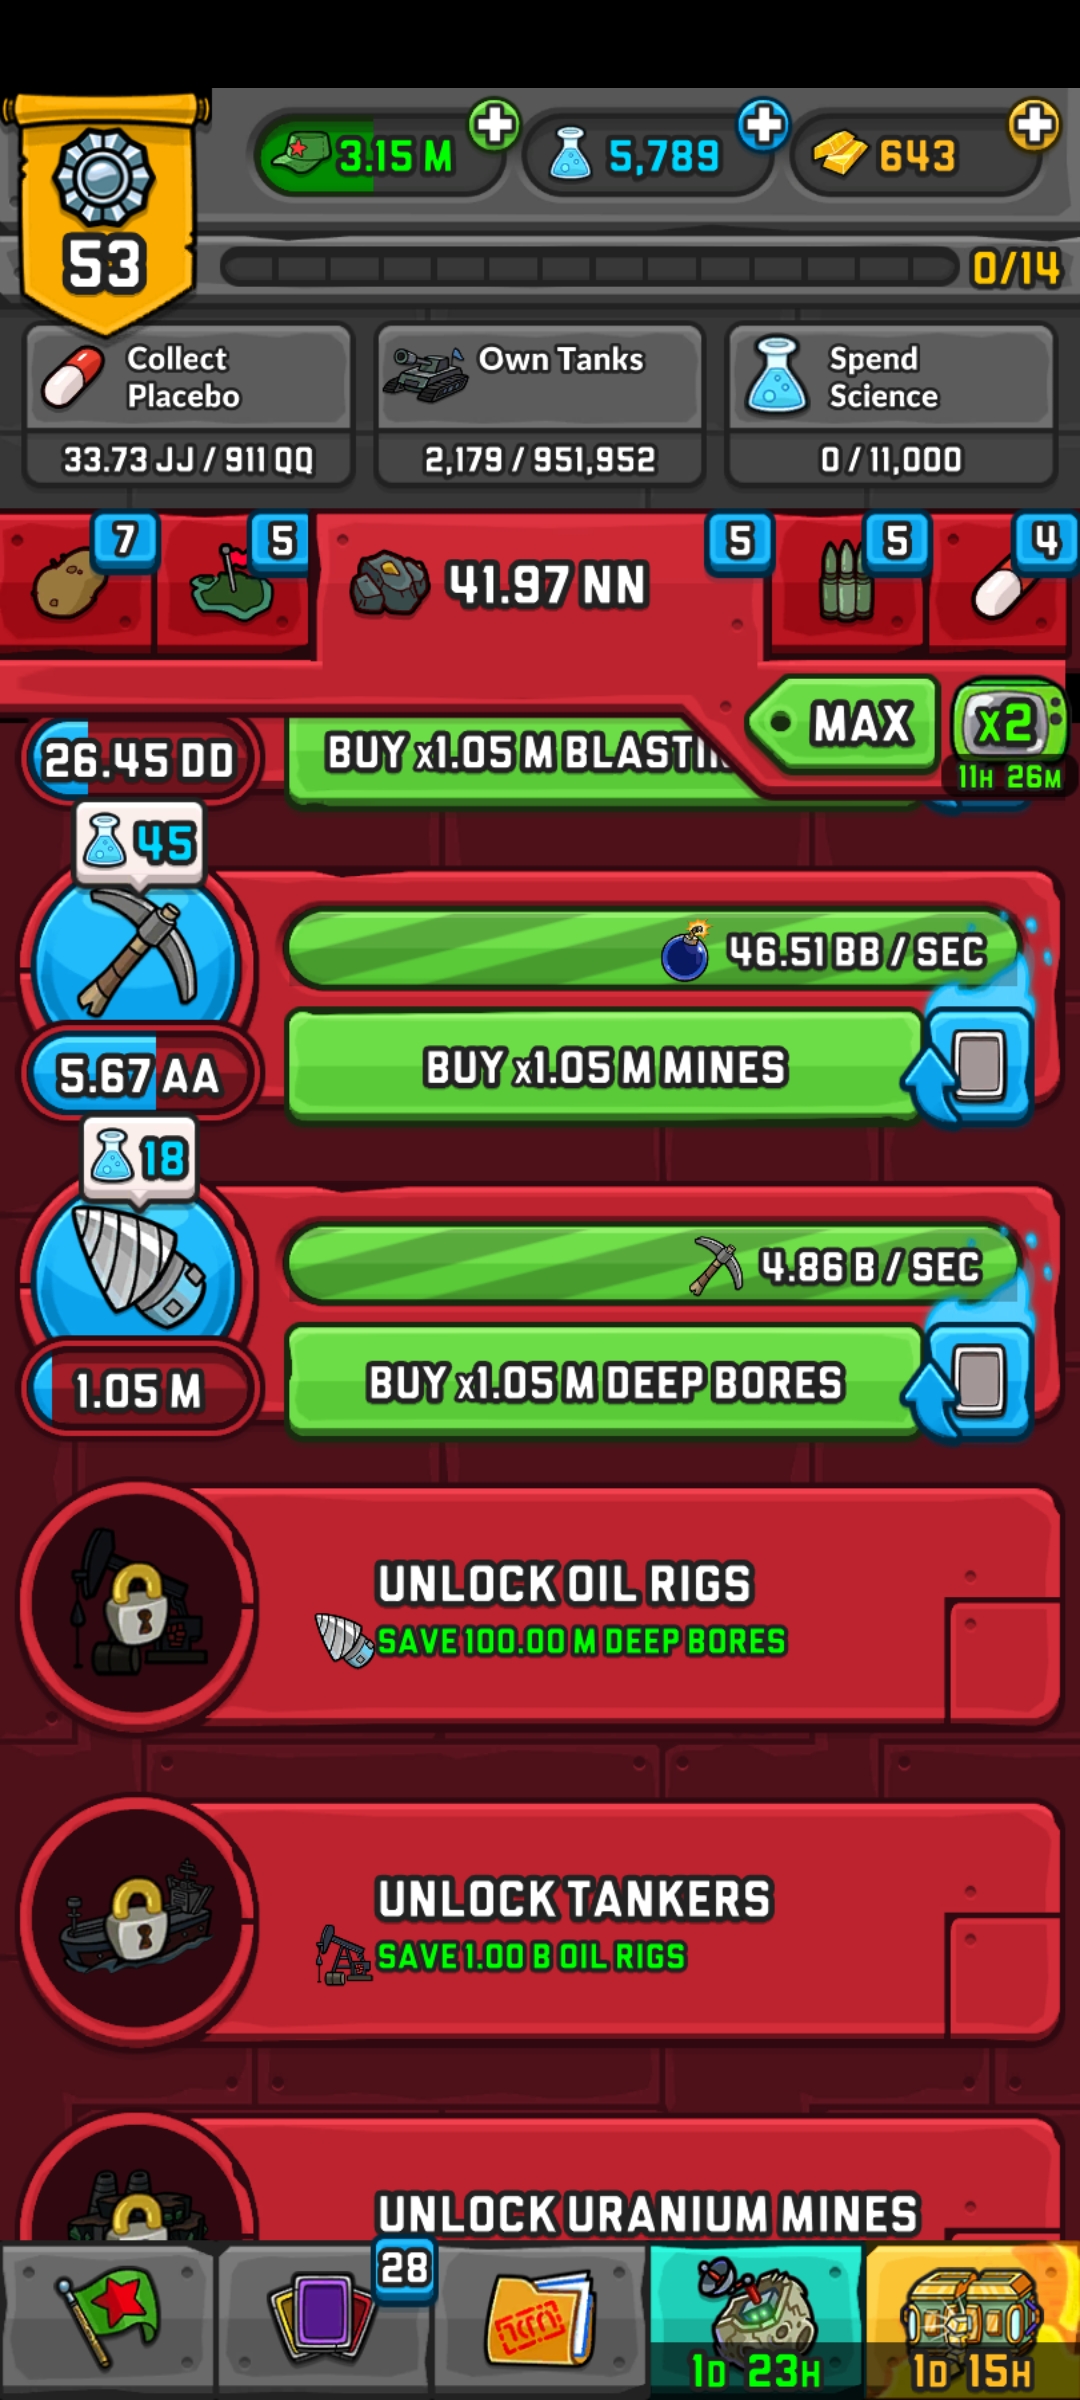 3.15 M
5,789
643
53
0/14
Collect
Placebo
33.73 JJ / 911 QQ
Own Tanks
2,179 / 951,952
Spend
Science
0 / 11,000
7
5
41.97 NN
5
5
4
MAX
x2
11H 26M
26.45 DD
BUY x1.05 M
45
46.51 BB / SEC
5.67 AA
BUY x1.05 M MINES
18
4.86 B / SEC
1.05 M
BUY x1.05 M DEEP BORES
UNLOCK OIL RIGS
SAVE 100.00 M DEEP BORES
UNLOCK TANKERS
SAVE 1.00 B OIL RIGS
UNLOCK URANIUM MINES
28
1D 23H
1D 15H